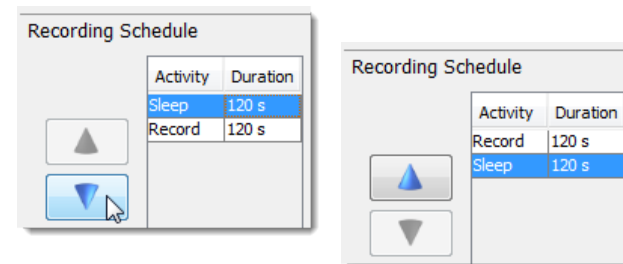 Recording Schedule
Activity Duration
Sleep 120 s
Record 120 s
Recording Schedule
Activity Duration
Record 120 s
Sleep 120 s